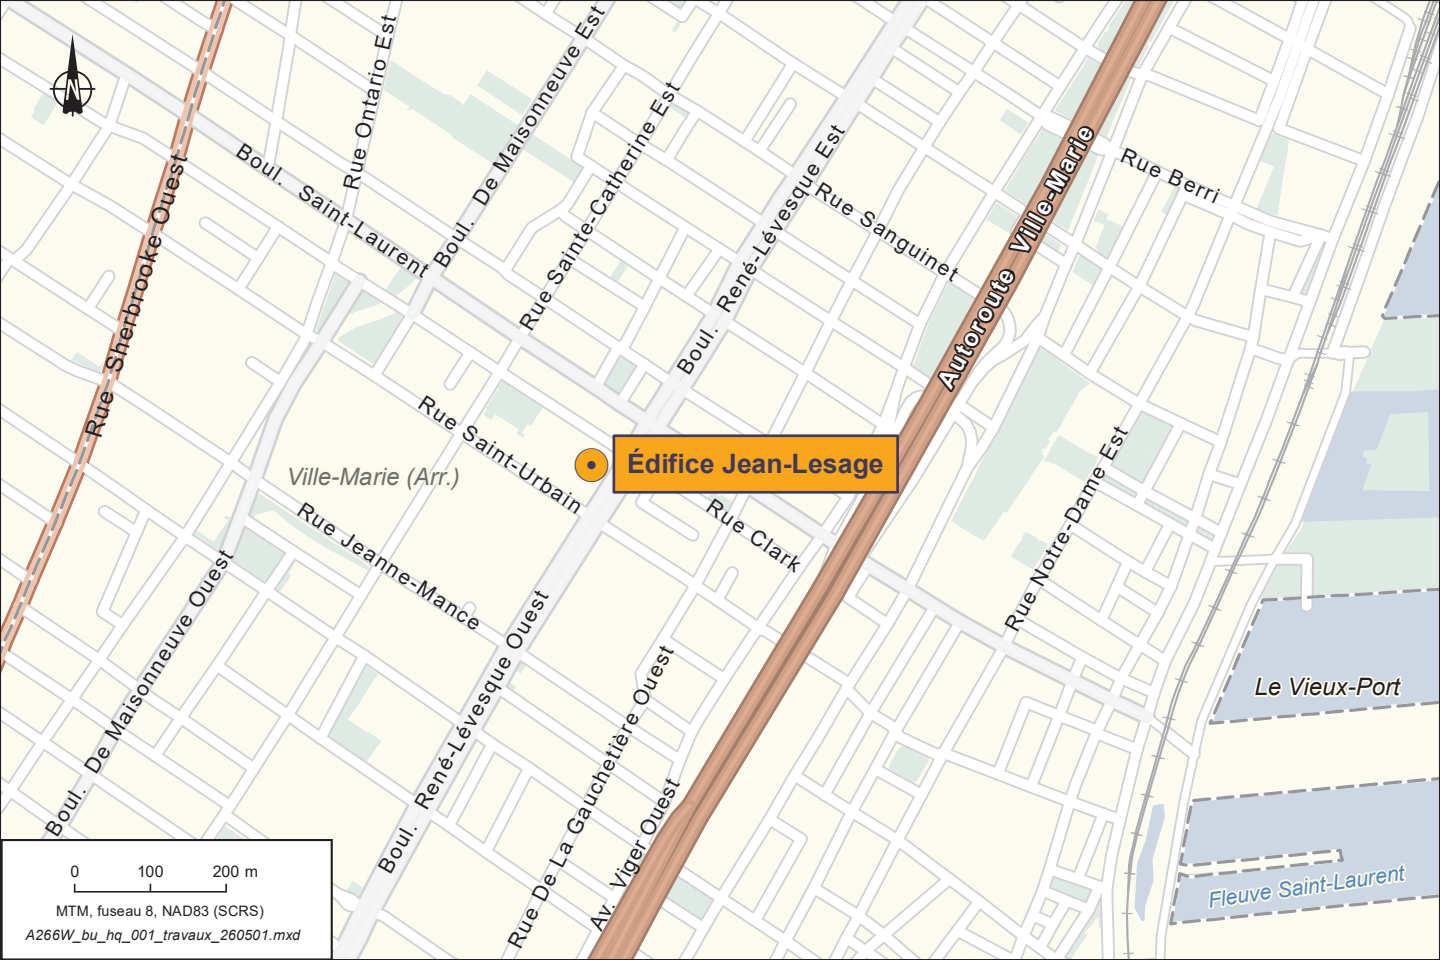 N
Rue Ontario Est
Boul. De Maisonneuve Est
Boul. Saint-Laurent
Rue Sainte-Catherine Est
Boul. René-Lévesque Est
Rue Sanguinet
Autoroute Ville-Marie
Rue Berri
Rue Sherbrooke Ouest
Rue Saint-Urbain
Édifice Jean-Lesage
Ville-Marie (Arr.)
Rue Jeanne-Mance
Rue Clark
Rue Notre-Dame Est
Boul. De Maisonneuve Ouest
Boul. René-Lévesque Ouest
Rue De La Gauchetière Ouest
Av. Viger Ouest
Le Vieux-Port
Fleuve Saint-Laurent
0 100 200 m
MTM, fuseau 8, NAD83 (SCRS)
A266W_bu_hq_001_travaux_260501.mxd